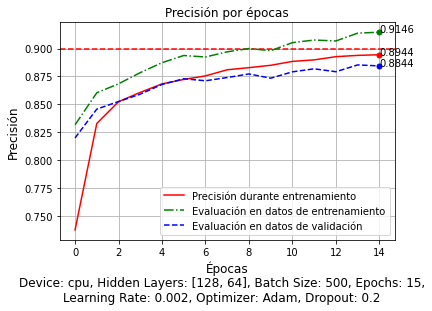 Precisión por épocas
Precisión
0.900
0.875
0.850
0.825
0.800
0.775
0.750
0.9146
0.8944
0.8844
Precisión durante entrenamiento
Evaluación en datos de entrenamiento
Evaluación en datos de validación
0 2 4 6 8 10 12 14
Épocas
Device: cpu, Hidden Layers: [128, 64], Batch Size: 500, Epochs: 15,
Learning Rate: 0.002, Optimizer: Adam, Dropout: 0.2